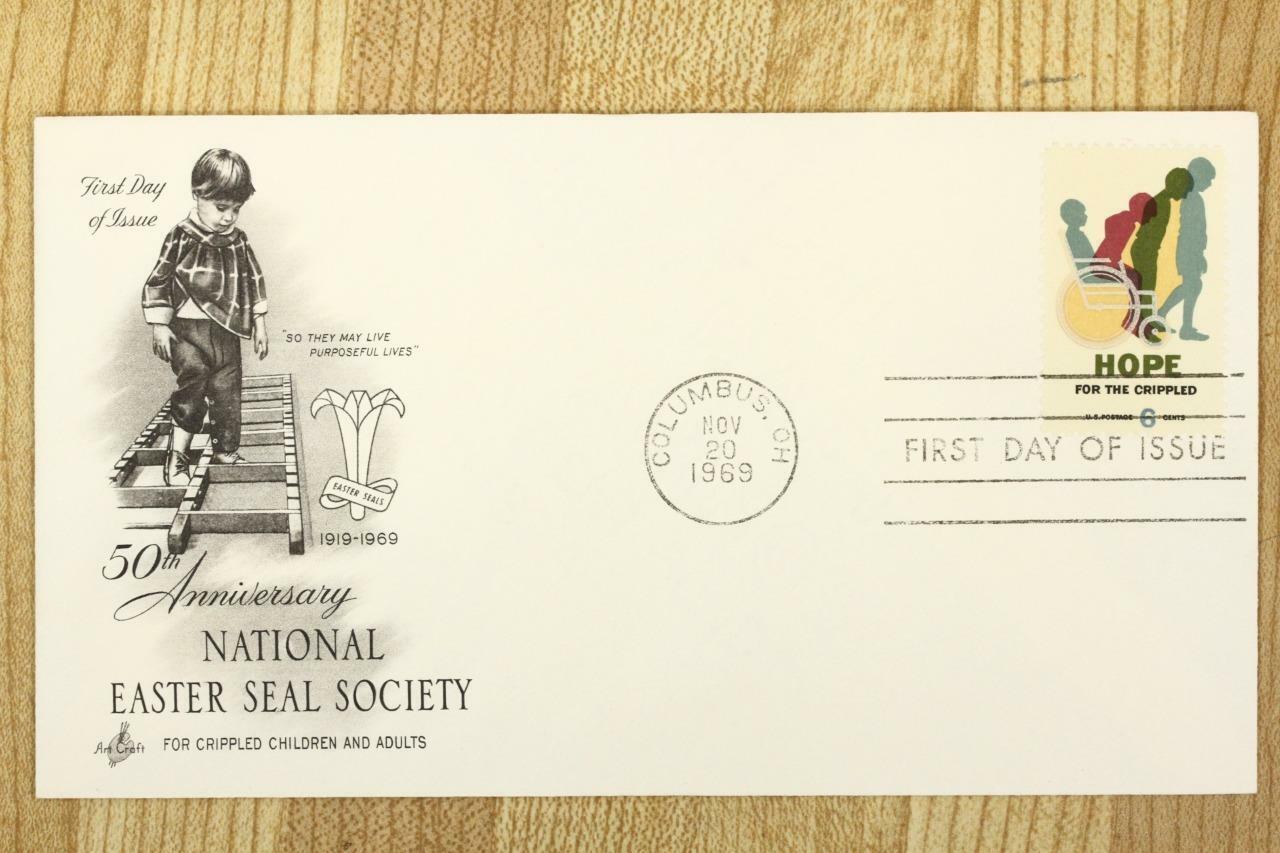 First Day
of Issue
"SO THEY MAY LIVE
PURPOSEFUL LIVES"
EASTER SEALS
1919-1969
50th
Anniversary
NATIONAL
EASTER SEAL SOCIETY
Art Craft
FOR CRIPPLED CHILDREN AND ADULTS
COLUMBUS, OH
NOV
20
1969
HOPE
FOR THE CRIPPLED
U.S. POSTAGE 6 CENTS
FIRST DAY OF ISSUE